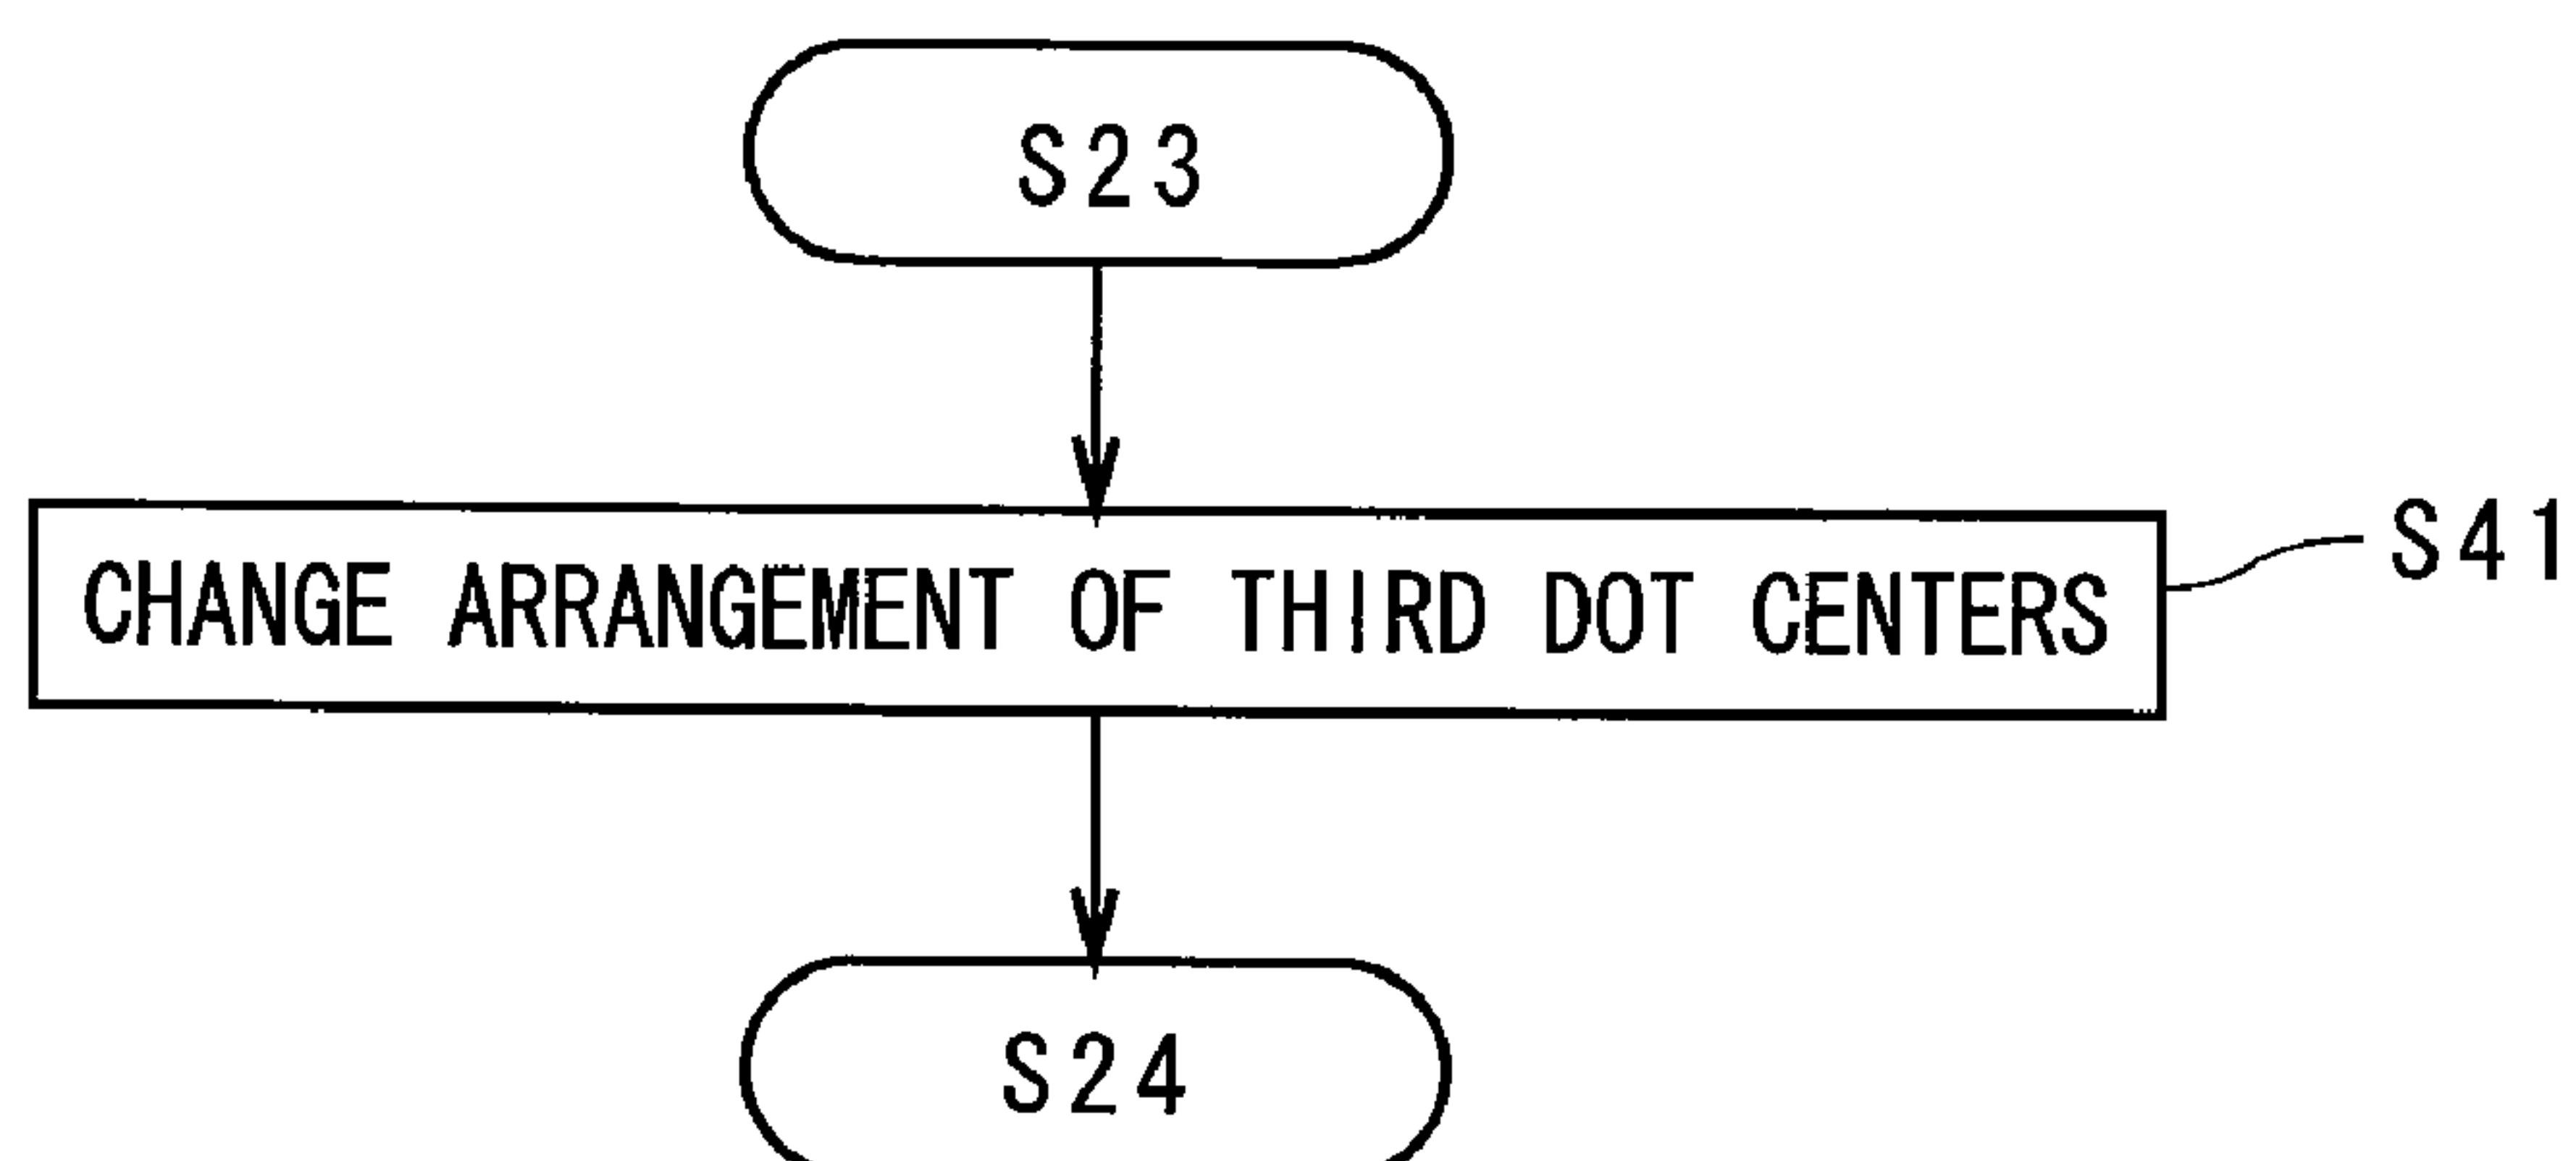 S23
CHANGE ARRANGEMENT OF THIRD DOT CENTERS
S41
S24